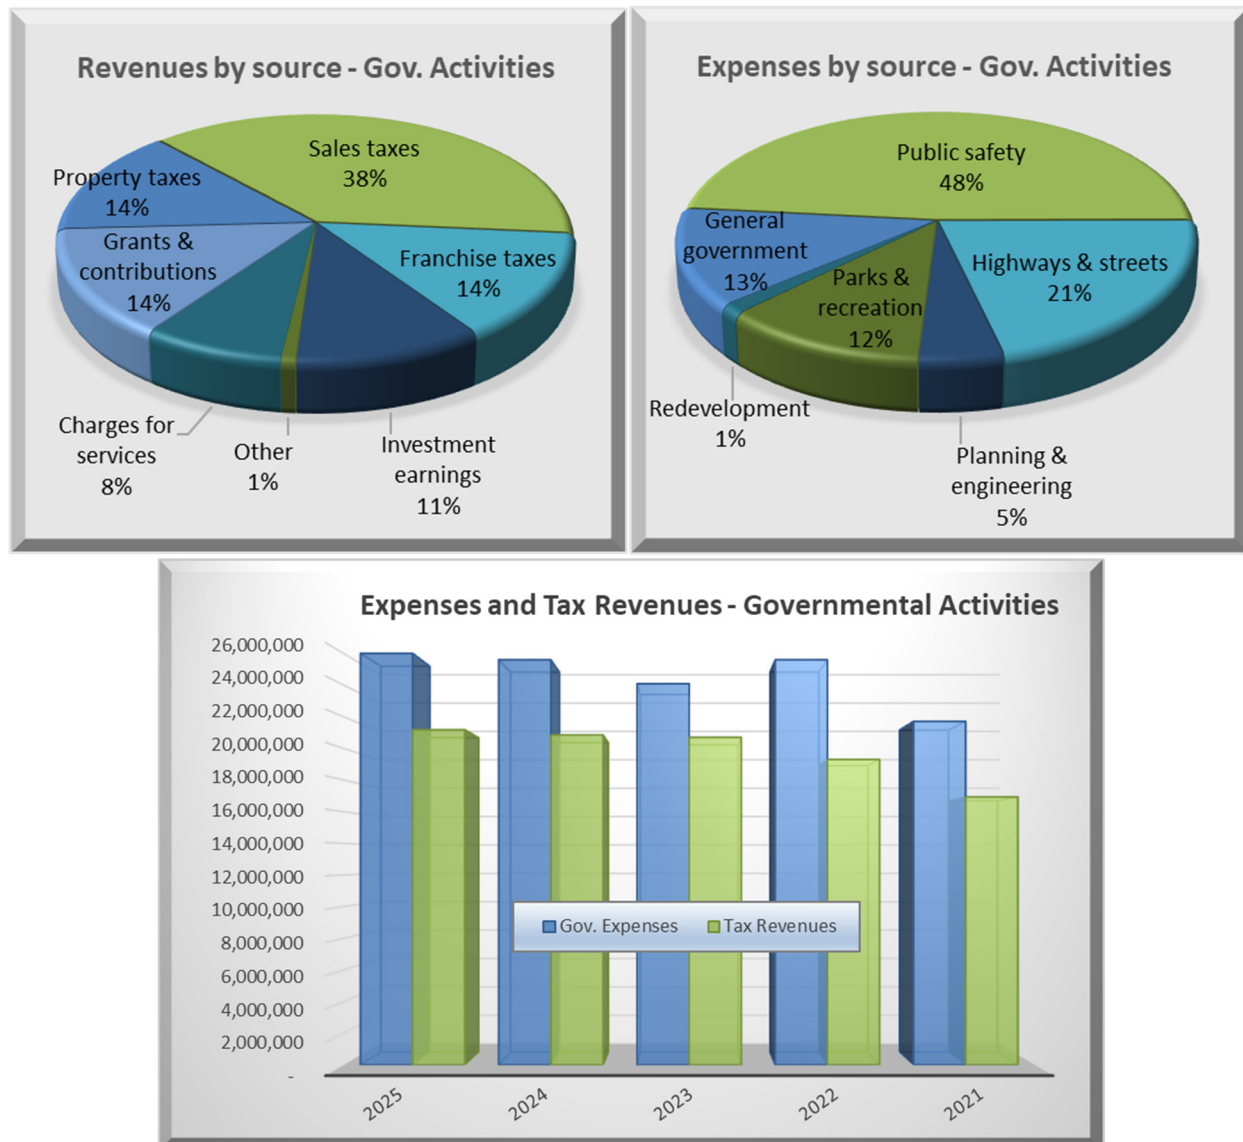 Revenues by source - Gov. Activities
Sales taxes
38%
Property taxes
14%
Grants &
contributions
14%
Franchise taxes
14%
Charges for
services
8%
Other
1%
Investment
earnings
11%
Expenses by source - Gov. Activities
Public safety
48%
General
government
13%
Parks &
recreation
12%
Highways & streets
21%
Redevelopment
1%
Planning &
engineering
5%
Expenses and Tax Revenues - Governmental Activities
26,000,000
24,000,000
22,000,000
20,000,000
18,000,000
16,000,000
14,000,000
12,000,000
10,000,000
8,000,000
6,000,000
4,000,000
2,000,000
-
Gov. Expenses
Tax Revenues
2025
2024
2023
2022
2021